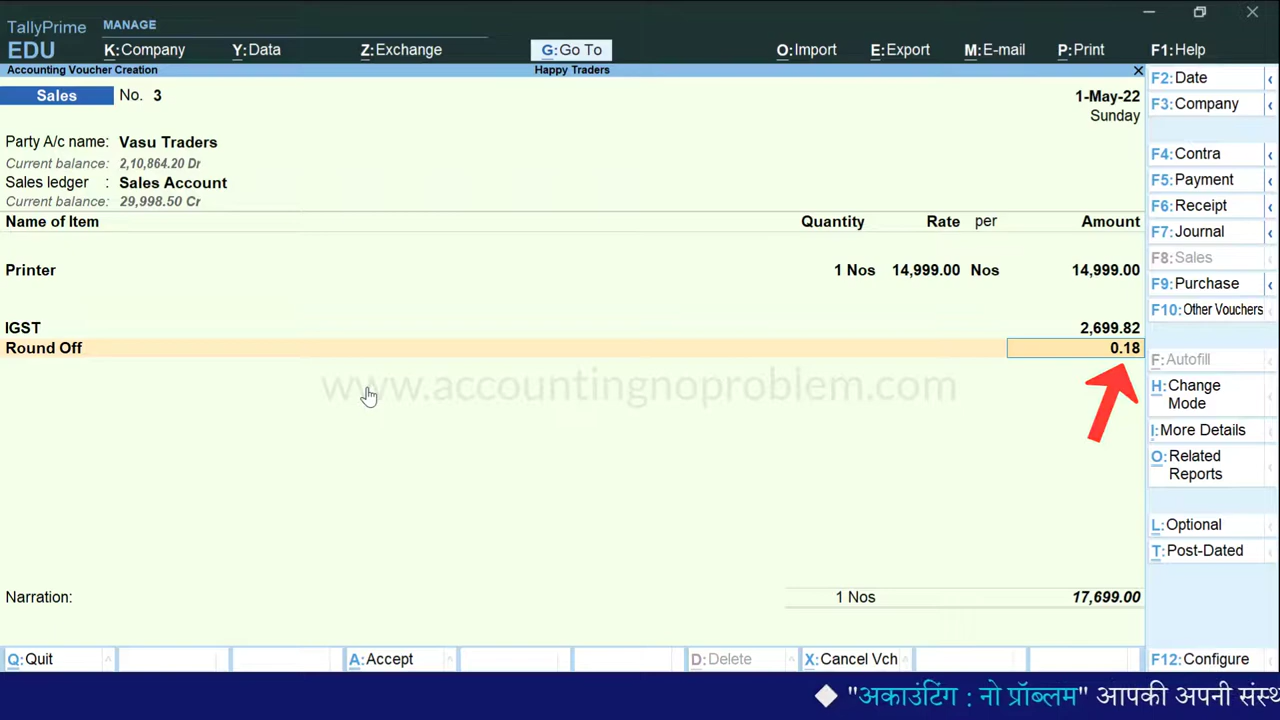 TallyPrime MANAGE
EDU K:Company Y:Data Z:Exchange G:Go To O:Import E:Export M:E-mail P:Print F1:Help
Accounting Voucher Creation Happy Traders
Sales No. 3 1-May-22
Sunday
Party A/c name: Vasu Traders
Current balance: 2,10,864.20 Dr
Sales ledger : Sales Account
Current balance: 29,998.50 Cr
Name of Item Quantity Rate per Amount
Printer 1 Nos 14,999.00 Nos 14,999.00
IGST 2,699.82
Round Off 0.18
www.accountingnoproblem.com
Narration: 1 Nos 17,699.00
F2:Date
F3:Company
F4:Contra
F5:Payment
F6:Receipt
F7:Journal
F8:Sales
F9:Purchase
F10:Other Vouchers
F:Autofill
H:Change
Mode
I:More Details
O:Related
Reports
L:Optional
T:Post-Dated
Q:Quit A:Accept D:Delete X:Cancel Vch F12:Configure
"अकाउंटिंग : नो प्रॉब्लम" आपकी अपनी संस्थ